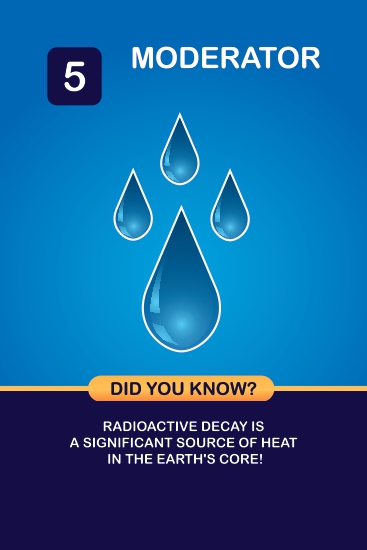 5
MODERATOR
DID YOU KNOW?
RADIOACTIVE DECAY IS
A SIGNIFICANT SOURCE OF HEAT
IN THE EARTH'S CORE!